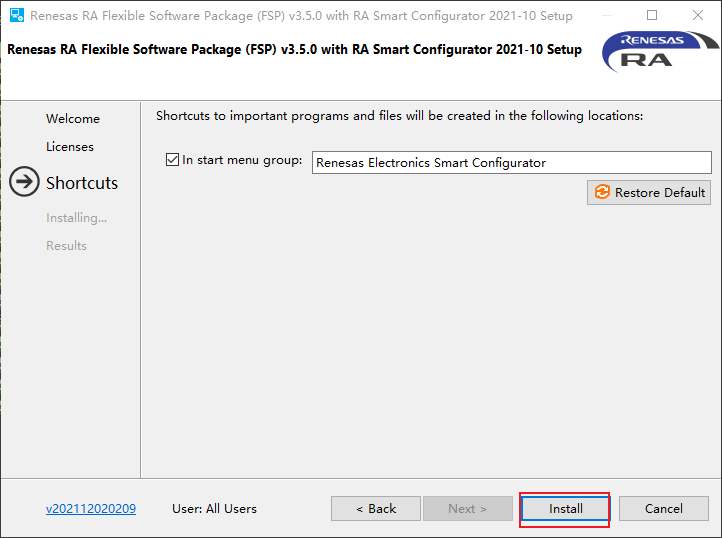 Renesas RA Flexible Software Package (FSP) v3.5.0 with RA Smart Configurator 2021-10 Setup
Renesas RA Flexible Software Package (FSP) v3.5.0 with RA Smart Configurator 2021-10 Setup
RENESAS
RA
Welcome
Licenses
Shortcuts
Installing...
Results
Shortcuts to important programs and files will be created in the following locations:
In start menu group:
Renesas Electronics Smart Configurator
Restore Default
v202112020209
User: All Users
< Back
Next >
Install
Cancel